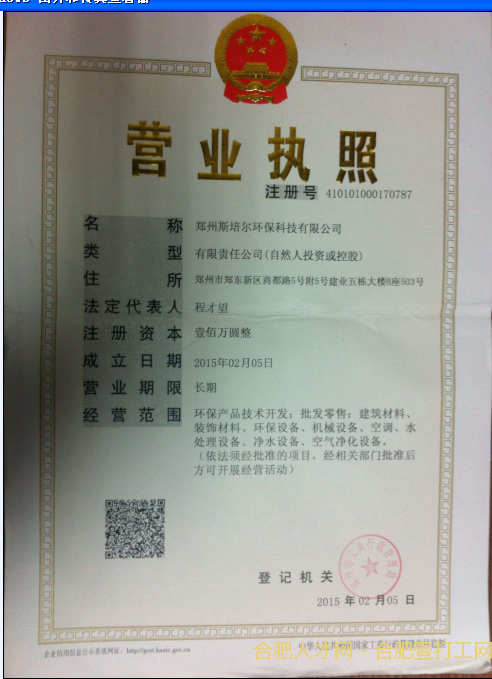 营业执照
注册号 410101000170787
名称 郑州斯培尔环保科技有限公司
类型 有限责任公司(自然人投资或控股)
住所 郑州市郑东新区商都路5号附5号建业五栋大楼B座503号
法定代表人 程才望
注册资本 壹佰万圆整
成立日期 2015年02月05日
营业期限 长期
经营范围 环保产品技术开发；批发零售：建筑材料、
装饰材料、环保设备、机械设备、空调、水
处理设备、净水设备、空气净化设备。
（依法须经批准的项目，经相关部门批准后
方可开展经营活动）
登记机关
2015 年 02 月 05 日
企业信用信息公示系统网址：
中华人民共和国国家工商行政管理总局监制
合肥人才网 合肥壹打工网